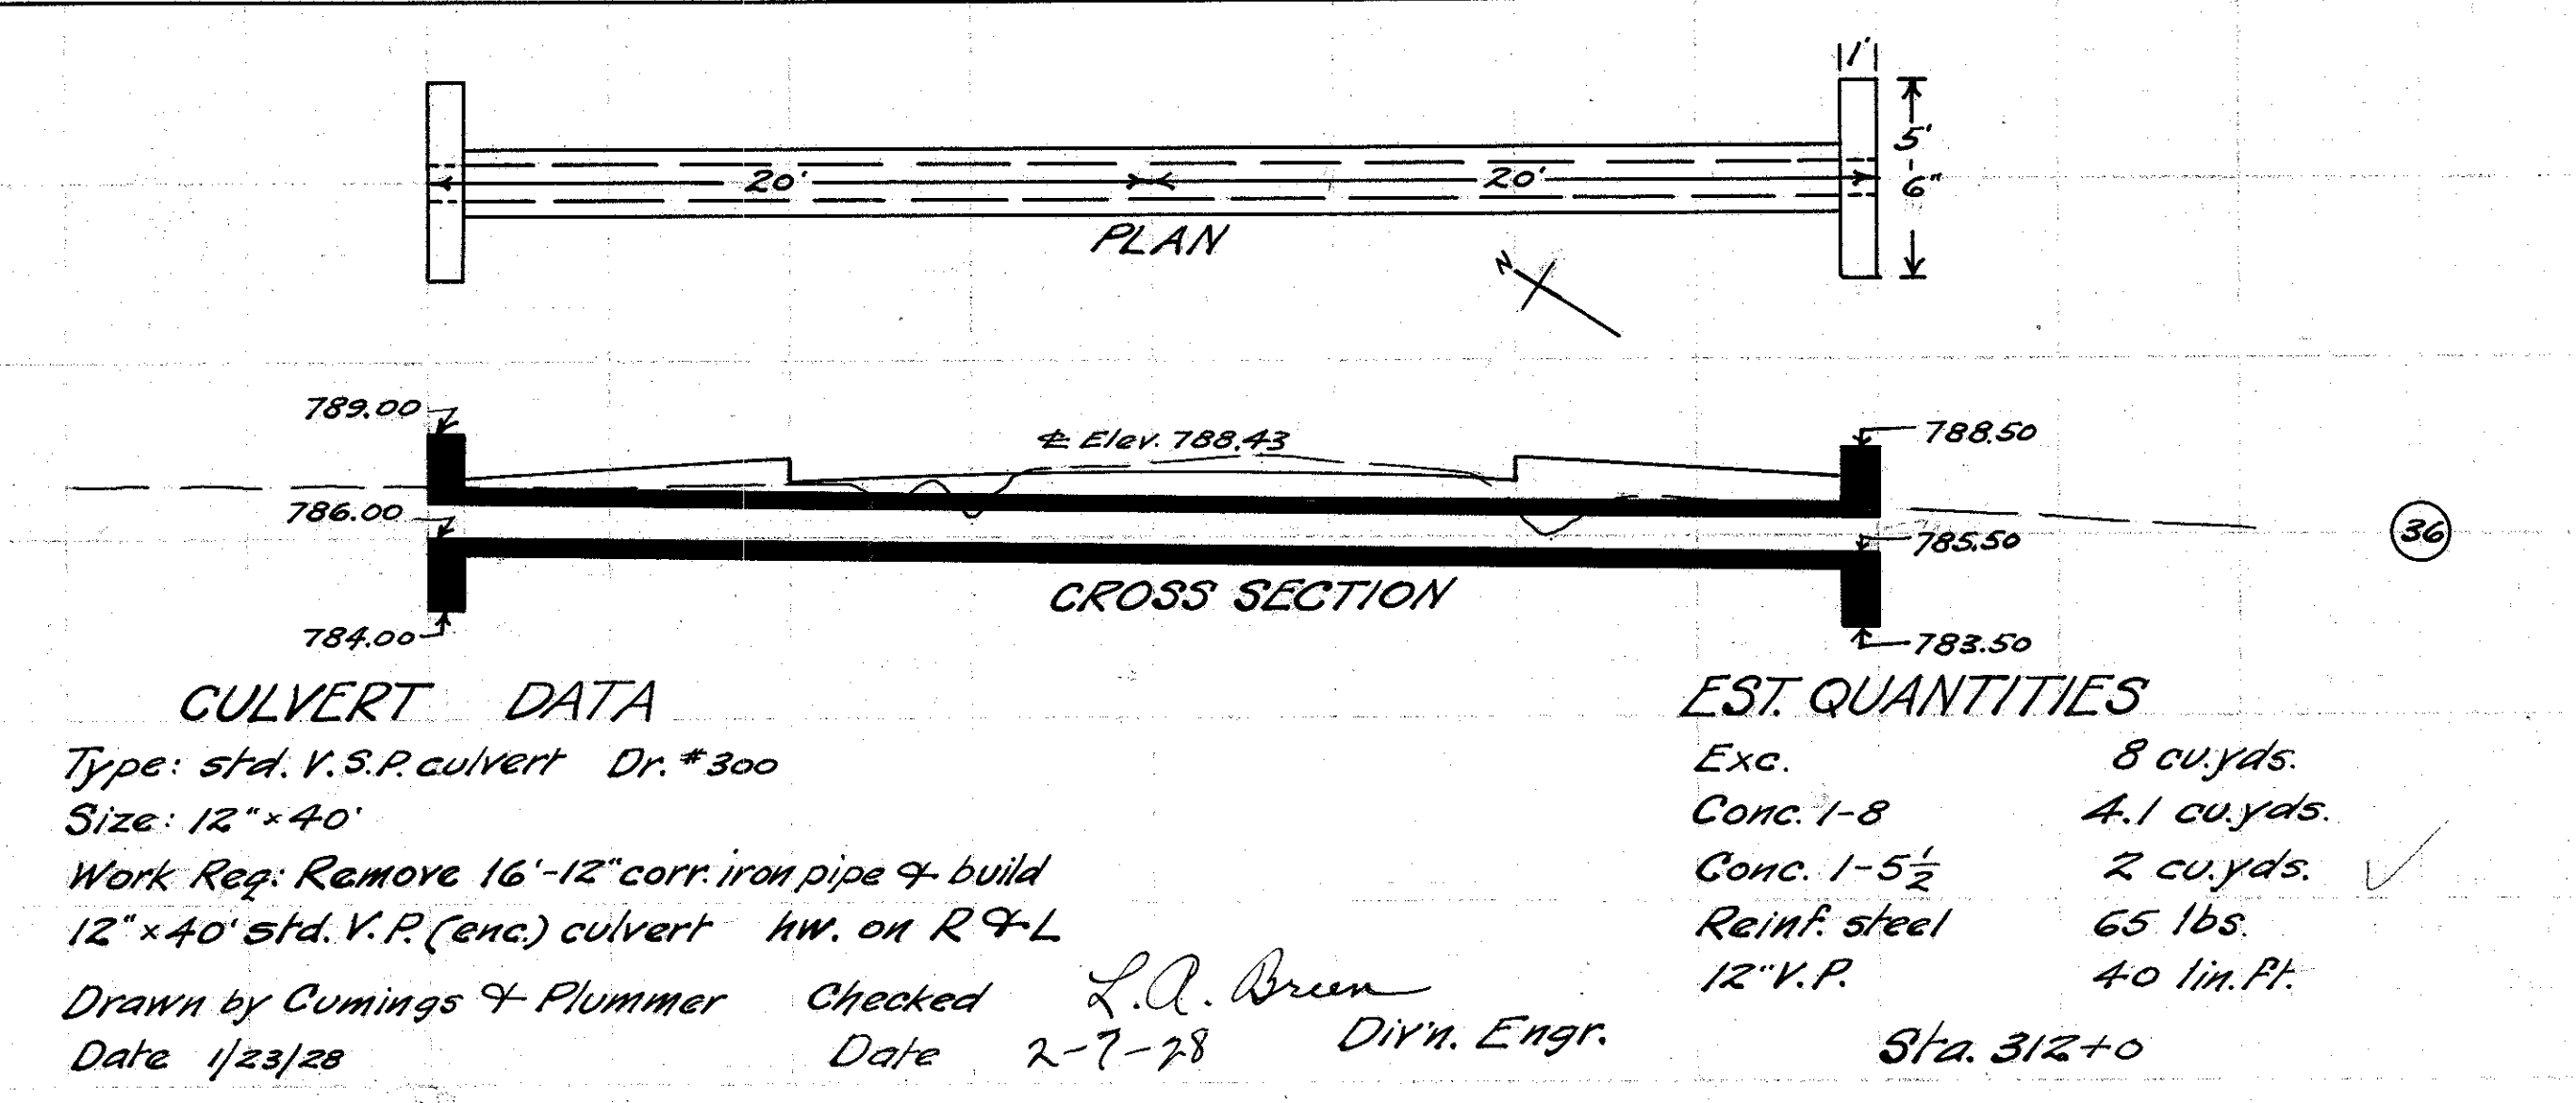 1'
5'-6"
20' 20'
PLAN
N
789.00
℄ Elev. 788.43
788.50
786.00
785.50
36
CROSS SECTION
784.00
783.50
CULVERT DATA
Type: std. V.S.P. culvert Dr. #300
Size: 12" × 40'
Work Req: Remove 16'-12" corr. iron pipe & build
12" × 40' std. V.P. (enc.) culvert hw. on R & L
Drawn by Cumings & Plummer Checked L.A. Breen
Date 1/23/28 Date 2-7-28 Div'n. Engr.
EST. QUANTITIES
Exc. 8 cu.yds.
Conc. 1-8 4.1 cu.yds.
Conc. 1-5½ 2 cu.yds.
Reinf. steel 65 lbs.
12" V.P. 40 lin.ft.
Sta. 312+0